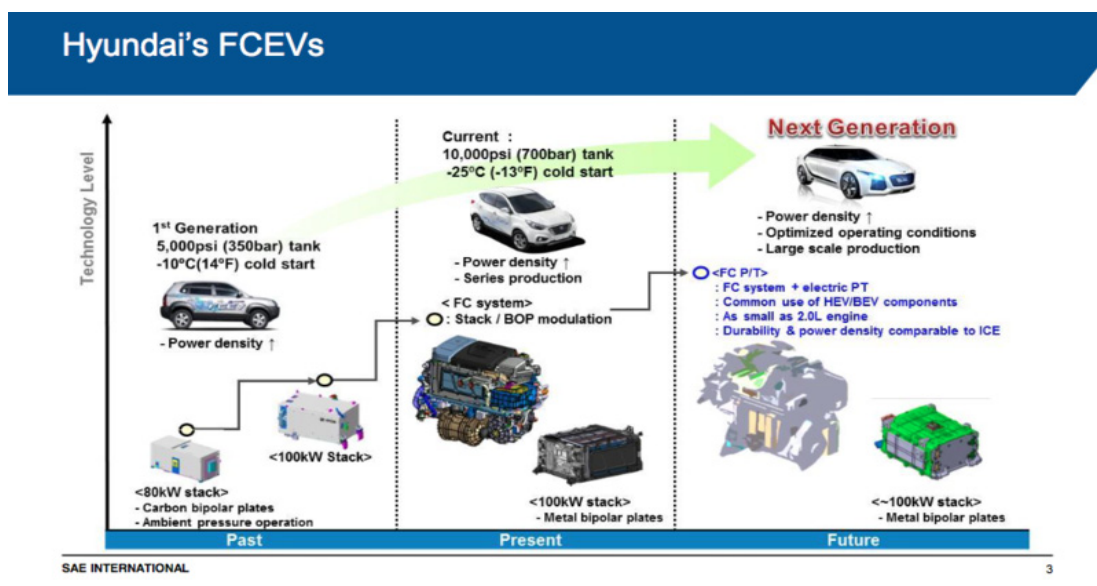 Hyundai's FCEVs
Technology Level
1st Generation
5,000psi (350bar) tank
-10ºC(14ºF) cold start
- Power density ↑
<80kW stack>
- Carbon bipolar plates
- Ambient pressure operation
<100kW Stack>
Past
Current :
10,000psi (700bar) tank
-25ºC (-13ºF) cold start
- Power density ↑
- Series production
< FC system>
: Stack / BOP modulation
<100kW stack>
- Metal bipolar plates
Present
Next Generation
- Power density ↑
- Optimized operating conditions
- Large scale production
<FC P/T>
: FC system + electric PT
: Common use of HEV/BEV components
: As small as 2.0L engine
: Durability & power density comparable to ICE
<~100kW stack>
- Metal bipolar plates
Future
SAE INTERNATIONAL
3